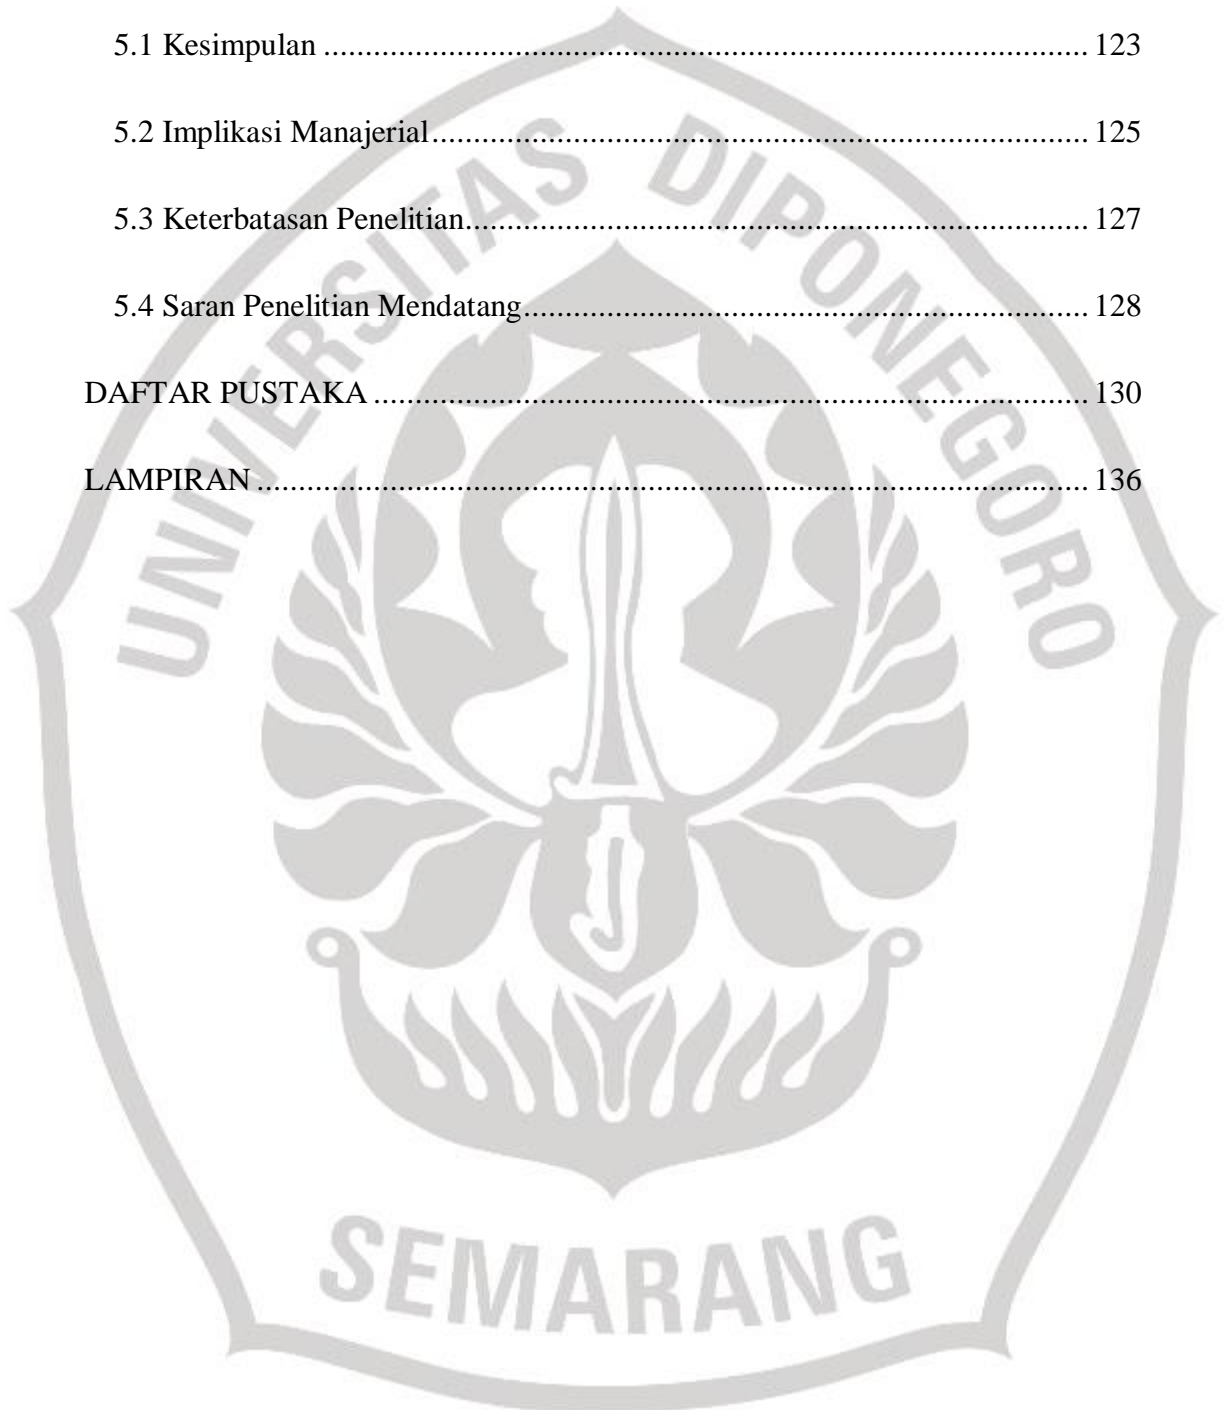 5.1 Kesimpulan ............................................................................................. 123
5.2 Implikasi Manajerial................................................................................ 125
5.3 Keterbatasan Penelitian............................................................................ 127
5.4 Saran Penelitian Mendatang..................................................................... 128
DAFTAR PUSTAKA ....................................................................................... 130
LAMPIRAN ..................................................................................................... 136
UNIVERSITAS DIPONEGORO
SEMARANG